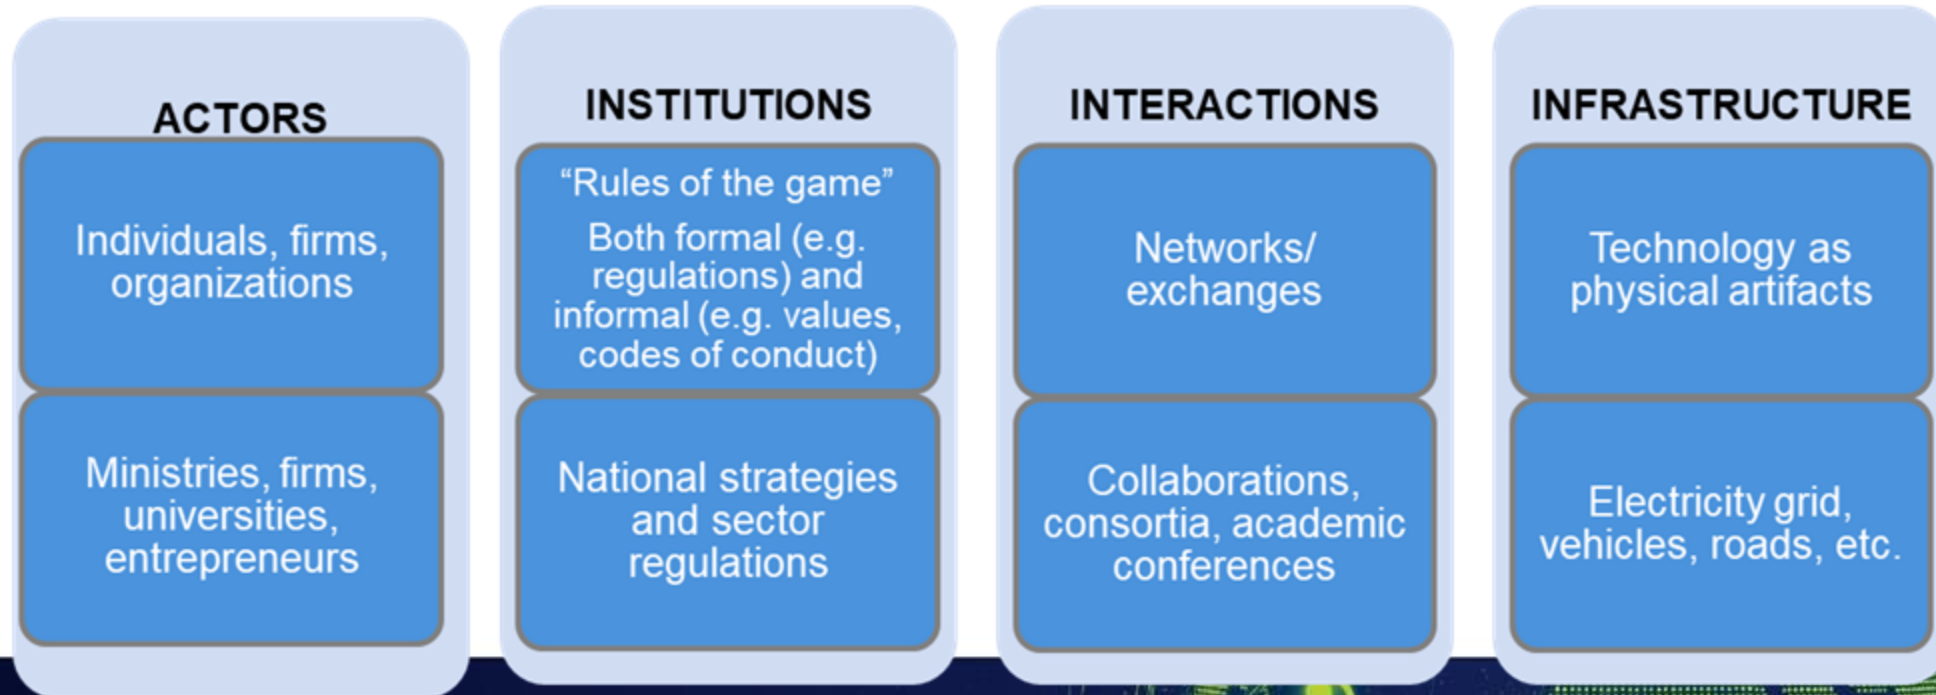 ACTORS
Individuals, firms,
organizations
Ministries, firms,
universities,
entrepreneurs
INSTITUTIONS
“Rules of the game”
Both formal (e.g.
regulations) and
informal (e.g. values,
codes of conduct)
National strategies
and sector
regulations
INTERACTIONS
Networks/
exchanges
Collaborations,
consortia, academic
conferences
INFRASTRUCTURE
Technology as
physical artifacts
Electricity grid,
vehicles, roads, etc.